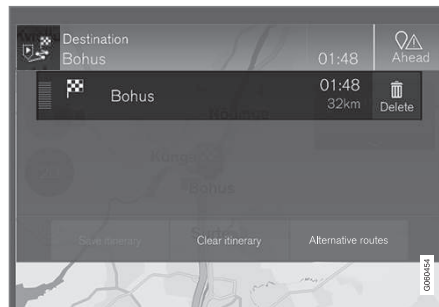 Destination
Bohus
01:48
Ahead
Bohus
01:48
32km
Delete
Bohus
Save itinerary
Clear itinerary
Alternative routes
G060454